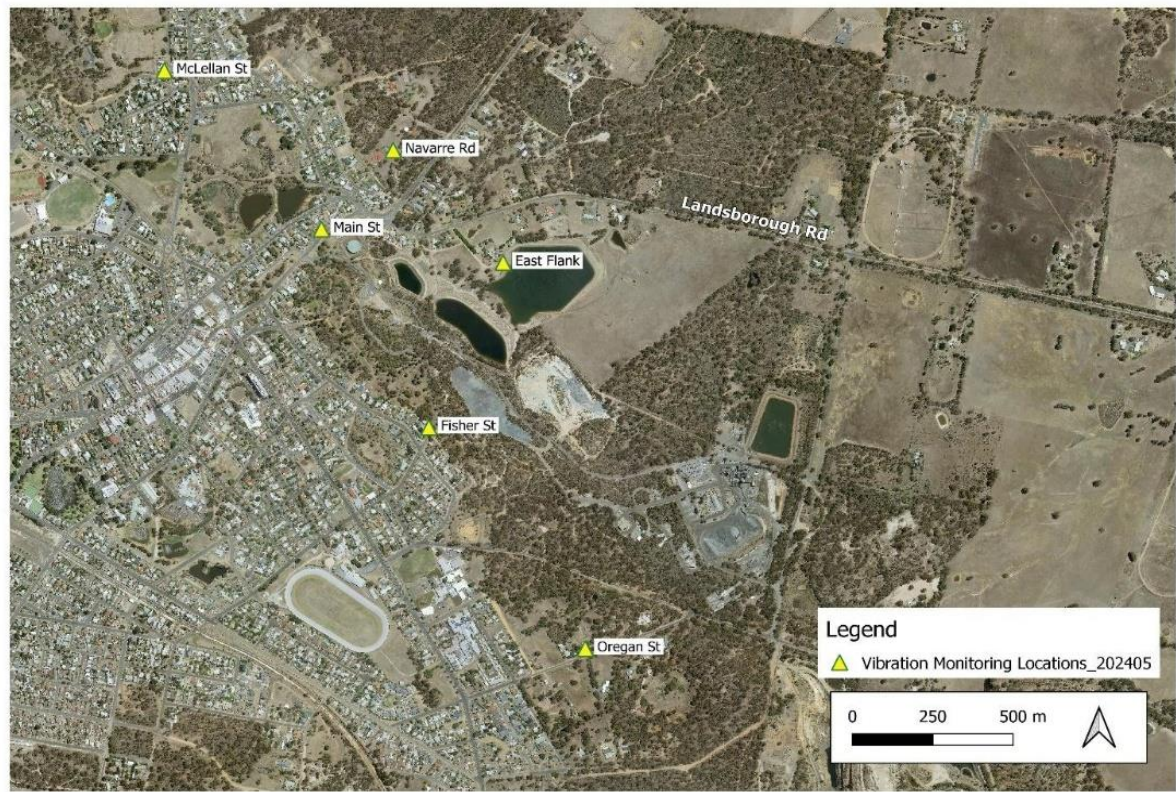 McLellan St
Navarre Rd
Main St
Landsborough Rd
East Flank
Fisher St
Oregan St
Legend
Vibration Monitoring Locations_202405
0 250 500 m